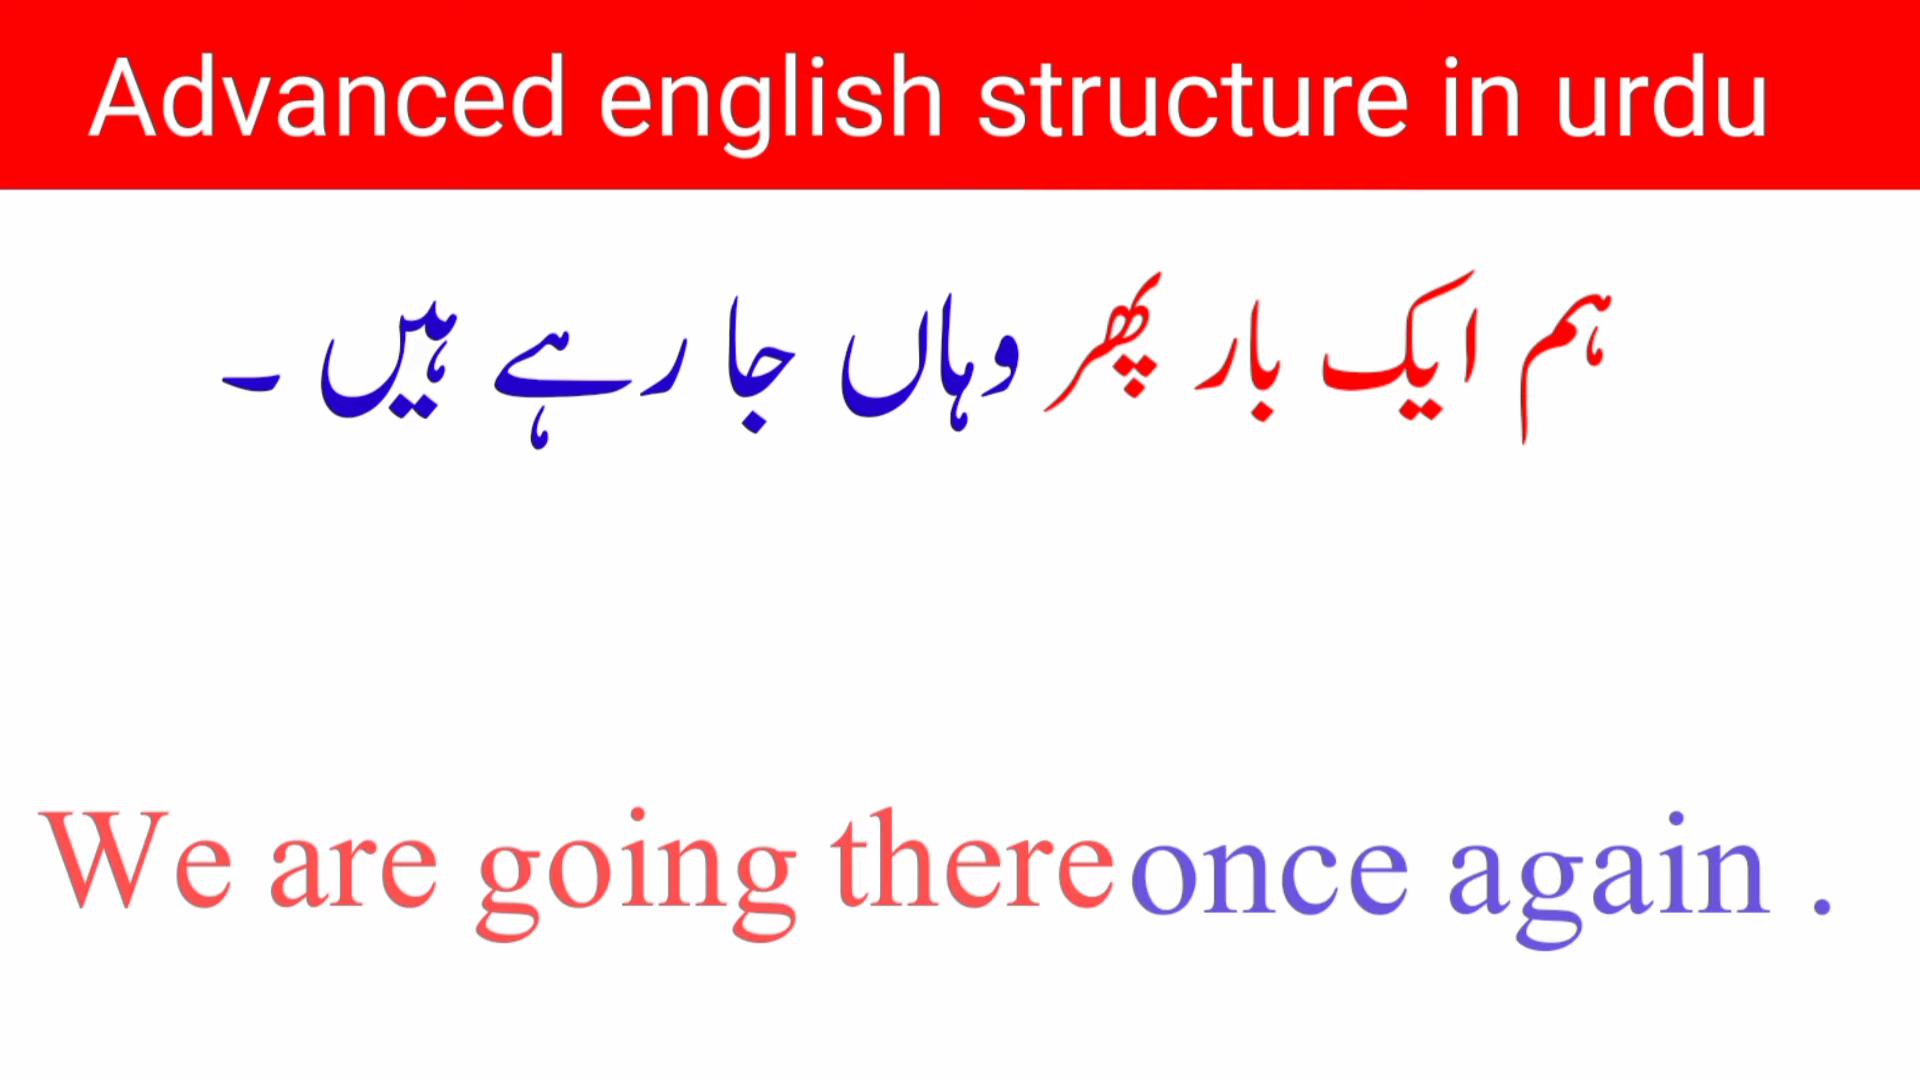 Advanced english structure in urdu
ہم ایک بار پھر وہاں جا رہے ہیں ۔
We are going there once again .